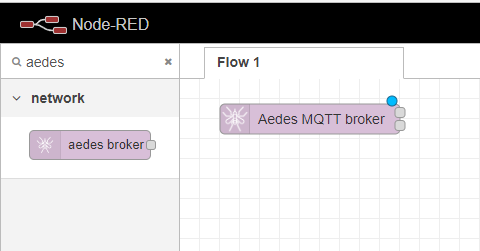 Node-RED
aedes
Flow 1
network
Aedes MQTT broker
aedes broker